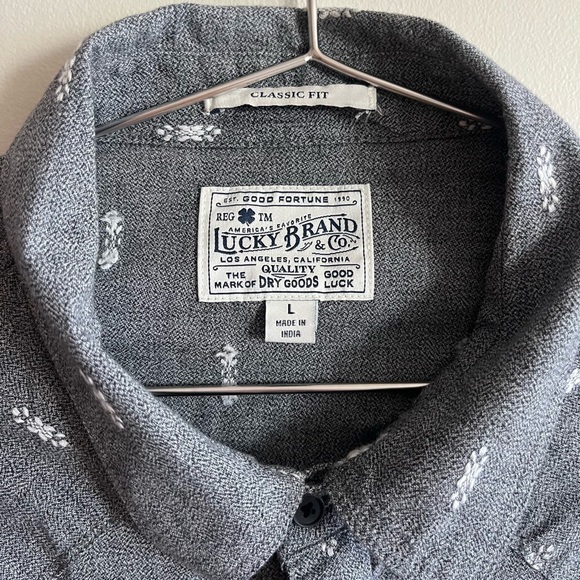 CLASSIC FIT
EST. GOOD FORTUNE 1990
REG TM
AMERICA'S FAVORITE
LUCKY BRAND
& CO.
LOS ANGELES, CALIFORNIA
THE QUALITY GOOD
MARK OF DRY GOODS LUCK
L
MADE IN
INDIA